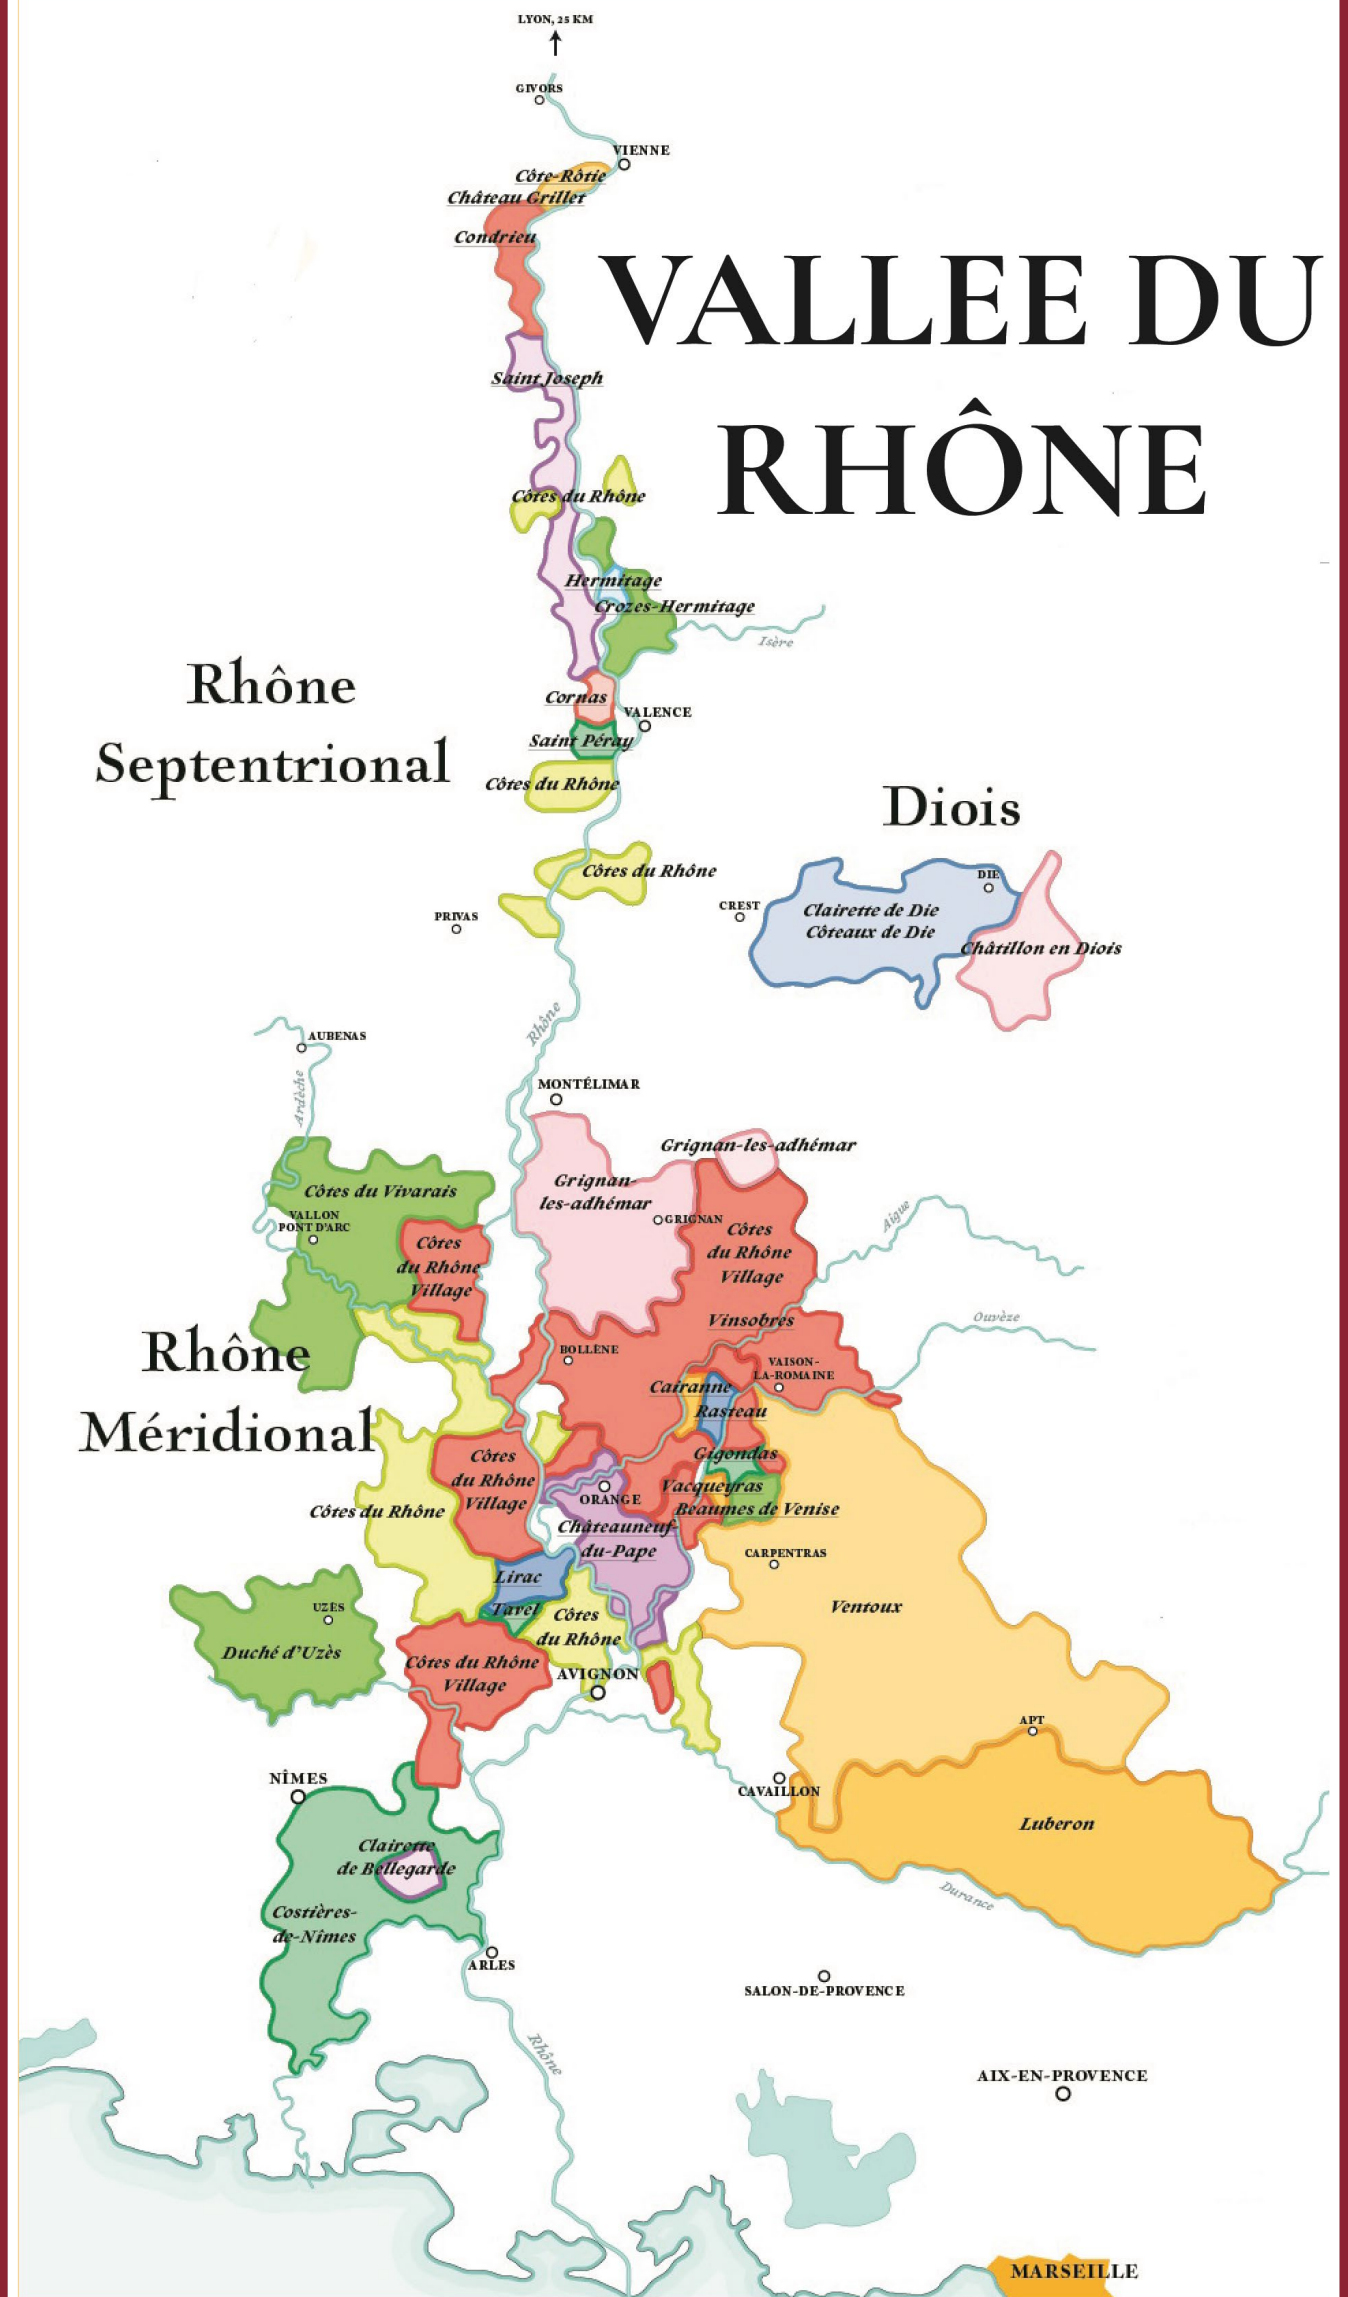 LYON, 25 KM
GIVORS
VIENNE
Côte-Rôtie
Château Grillet
Condrieu
VALLEE DU
RHÔNE
Saint Joseph
Côtes du Rhône
Hermitage
Crozes-Hermitage
Isère
Rhône
Septentrional
Cornas
VALENCE
Saint Péray
Côtes du Rhône
Diois
Côtes du Rhône
DIE
CREST
Clairette de Die
Côteaux de Die
PRIVAS
Châtillon en Diois
Rhône
AUBENAS
Ardèche
MONTÉLIMAR
Grignan-les-adhémar
Grignan-
les-adhémar
Côtes du Vivarais
VALLON
PONT D'ARC
GRIGNAN
Côtes
du Rhône
Village
Côtes
du Rhône
Village
Aigue
Ouvèze
Vinsobres
Rhône
Méridional
BOLLÈNE
VAISON-
LA-ROMAINE
Cairanne
Rasteau
Gigondas
Côtes
du Rhône
Village
Vacqueyras
ORANGE
Beaumes de Venise
Côtes du Rhône
Châteauneuf-
du-Pape
CARPENTRAS
Lirac
Ventoux
UZÈS
Tavel
Côtes
du Rhône
Duché d'Uzès
Côtes du Rhône
Village
AVIGNON
APT
NÎMES
CAVAILLON
Luberon
Clairette
de Bellegarde
Durance
Costières-
de-Nîmes
ARLES
SALON-DE-PROVENCE
Rhône
AIX-EN-PROVENCE
MARSEILLE